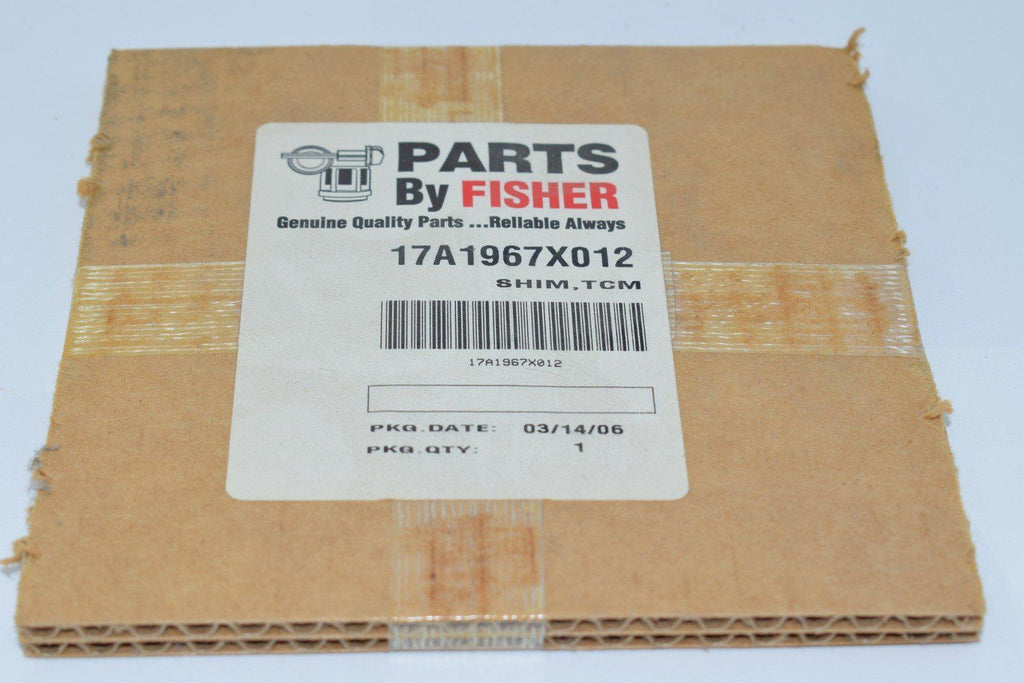 PARTS
By FISHER
Genuine Quality Parts ...Reliable Always
17A1967X012
SHIM,TCM
17A1967X012
PKG.DATE: 03/14/06
PKG.QTY: 1